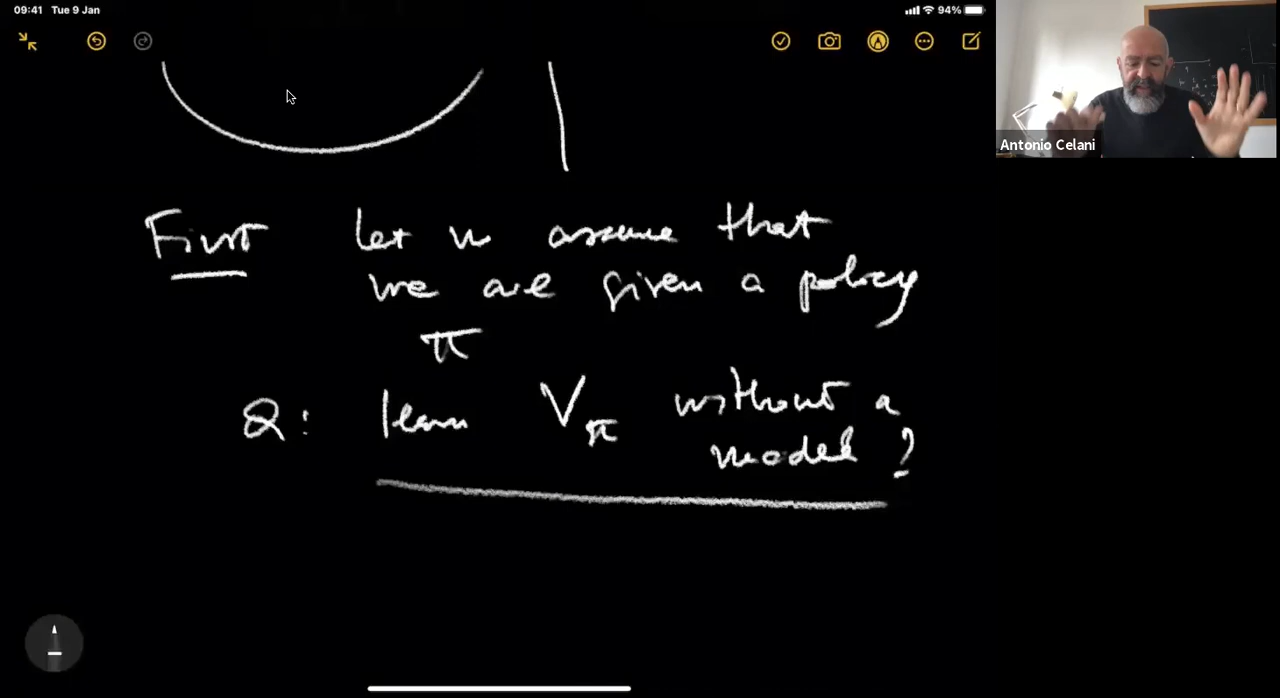 09:41 Tue 9 Jan
94%
Antonio Celani
First let us assume that
we are given a policy
π
Q: learn Vπ without a
model ?